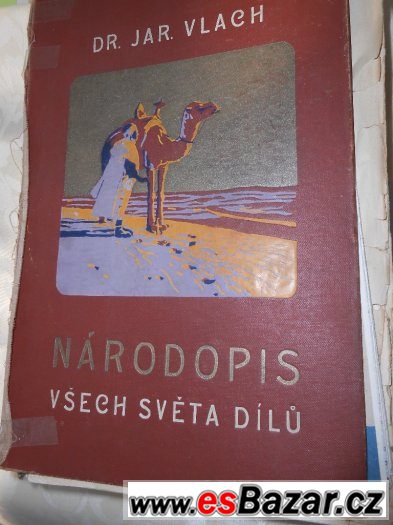 DR. JAR. VLACH
NÁRODOPIS
VŠECH SVĚTA DÍLŮ
www.esBazar.cz